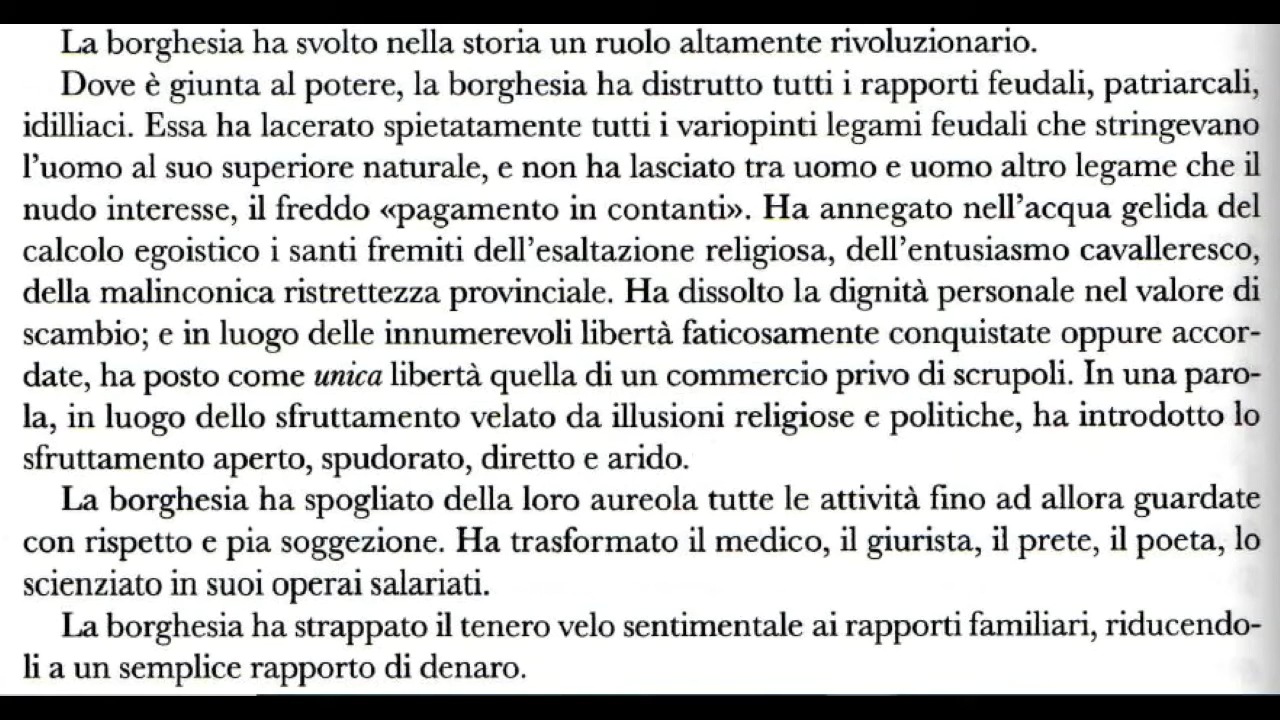 La borghesia ha svolto nella storia un ruolo altamente rivoluzionario.
Dove è giunta al potere, la borghesia ha distrutto tutti i rapporti feudali, patriarcali,
idilliaci. Essa ha lacerato spietatamente tutti i variopinti legami feudali che stringevano
l'uomo al suo superiore naturale, e non ha lasciato tra uomo e uomo altro legame che il
nudo interesse, il freddo «pagamento in contanti». Ha annegato nell'acqua gelida del
calcolo egoistico i santi fremiti dell'esaltazione religiosa, dell'entusiasmo cavalleresco,
della malinconica ristrettezza provinciale. Ha dissolto la dignità personale nel valore di
scambio; e in luogo delle innumerevoli libertà faticosamente conquistate oppure accor-
date, ha posto come unica libertà quella di un commercio privo di scrupoli. In una paro-
la, in luogo dello sfruttamento velato da illusioni religiose e politiche, ha introdotto lo
sfruttamento aperto, spudorato, diretto e arido.
La borghesia ha spogliato della loro aureola tutte le attività fino ad allora guardate
con rispetto e pia soggezione. Ha trasformato il medico, il giurista, il prete, il poeta, lo
scienziato in suoi operai salariati.
La borghesia ha strappato il tenero velo sentimentale ai rapporti familiari, riducendo-
li a un semplice rapporto di denaro.